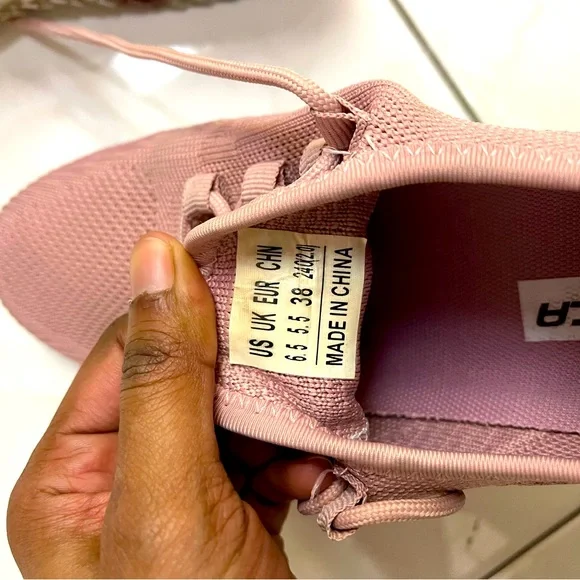 US UK EUR CHN
6.5 5.5 38 240(2.0)
MADE IN CHINA